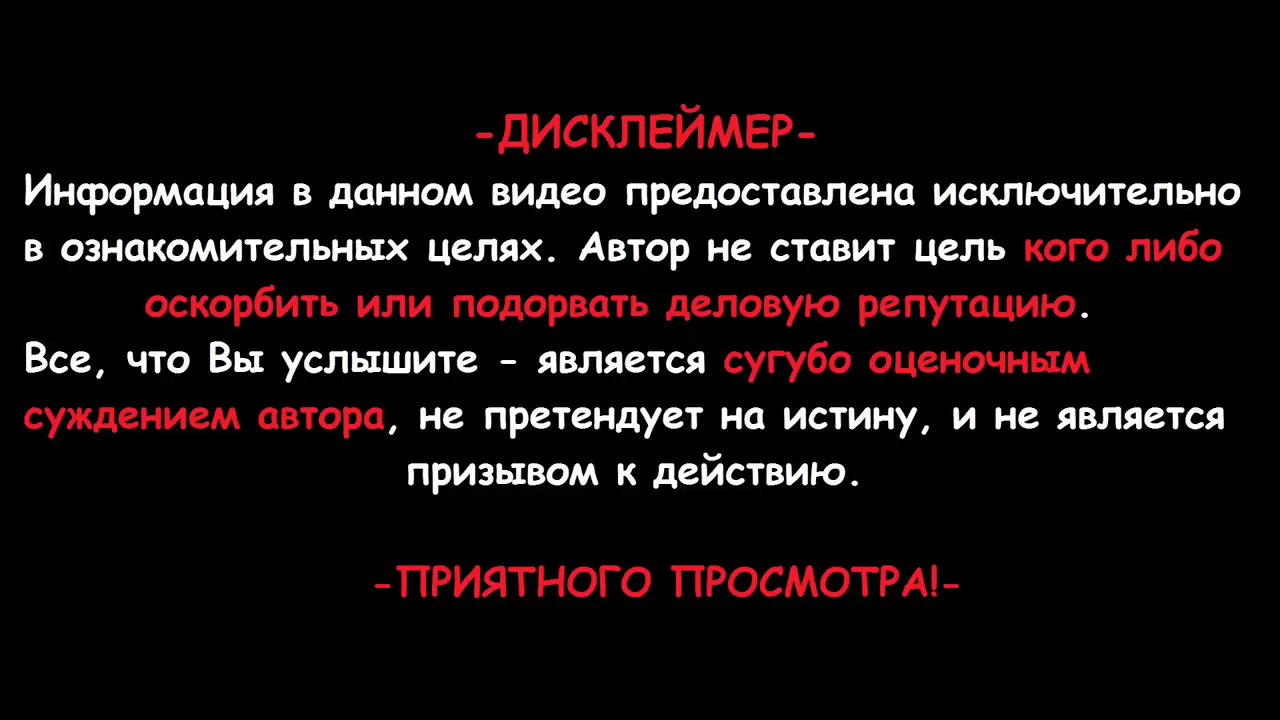 -ДИСКЛЕЙМЕР-
Информация в данном видео предоставлена исключительно
в ознакомительных целях. Автор не ставит цель кого либо
оскорбить или подорвать деловую репутацию.
Все, что Вы услышите - является сугубо оценочным
суждением автора, не претендует на истину, и не является
призывом к действию.
-ПРИЯТНОГО ПРОСМОТРА!-